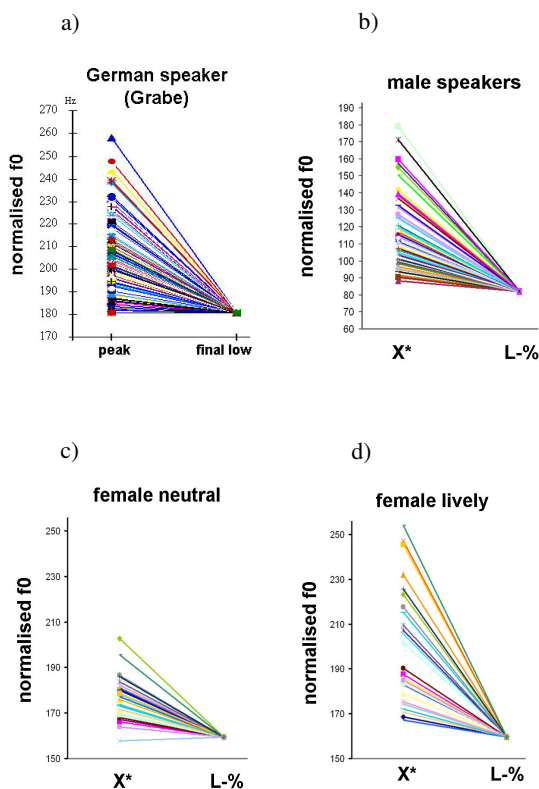 a)
German speaker
(Grabe)
Hz
270
260
250
240
230
220
210
200
190
180
170
normalised f0
peak
final low
b)
male speakers
190
180
170
160
150
140
130
120
110
100
90
80
70
60
normalised f0
X*
L-%
c)
female neutral
250
230
210
190
170
150
normalised f0
X*
L-%
d)
female lively
250
230
210
190
170
150
normalised f0
X*
L-%